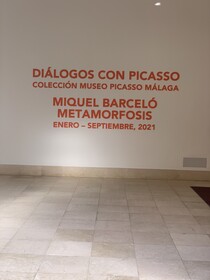 DIÁLOGOS CON PICASSO
COLECCIÓN MUSEO PICASSO MÁLAGA
MIQUEL BARCELÓ
METAMORFOSIS
ENERO – SEPTIEMBRE, 2021